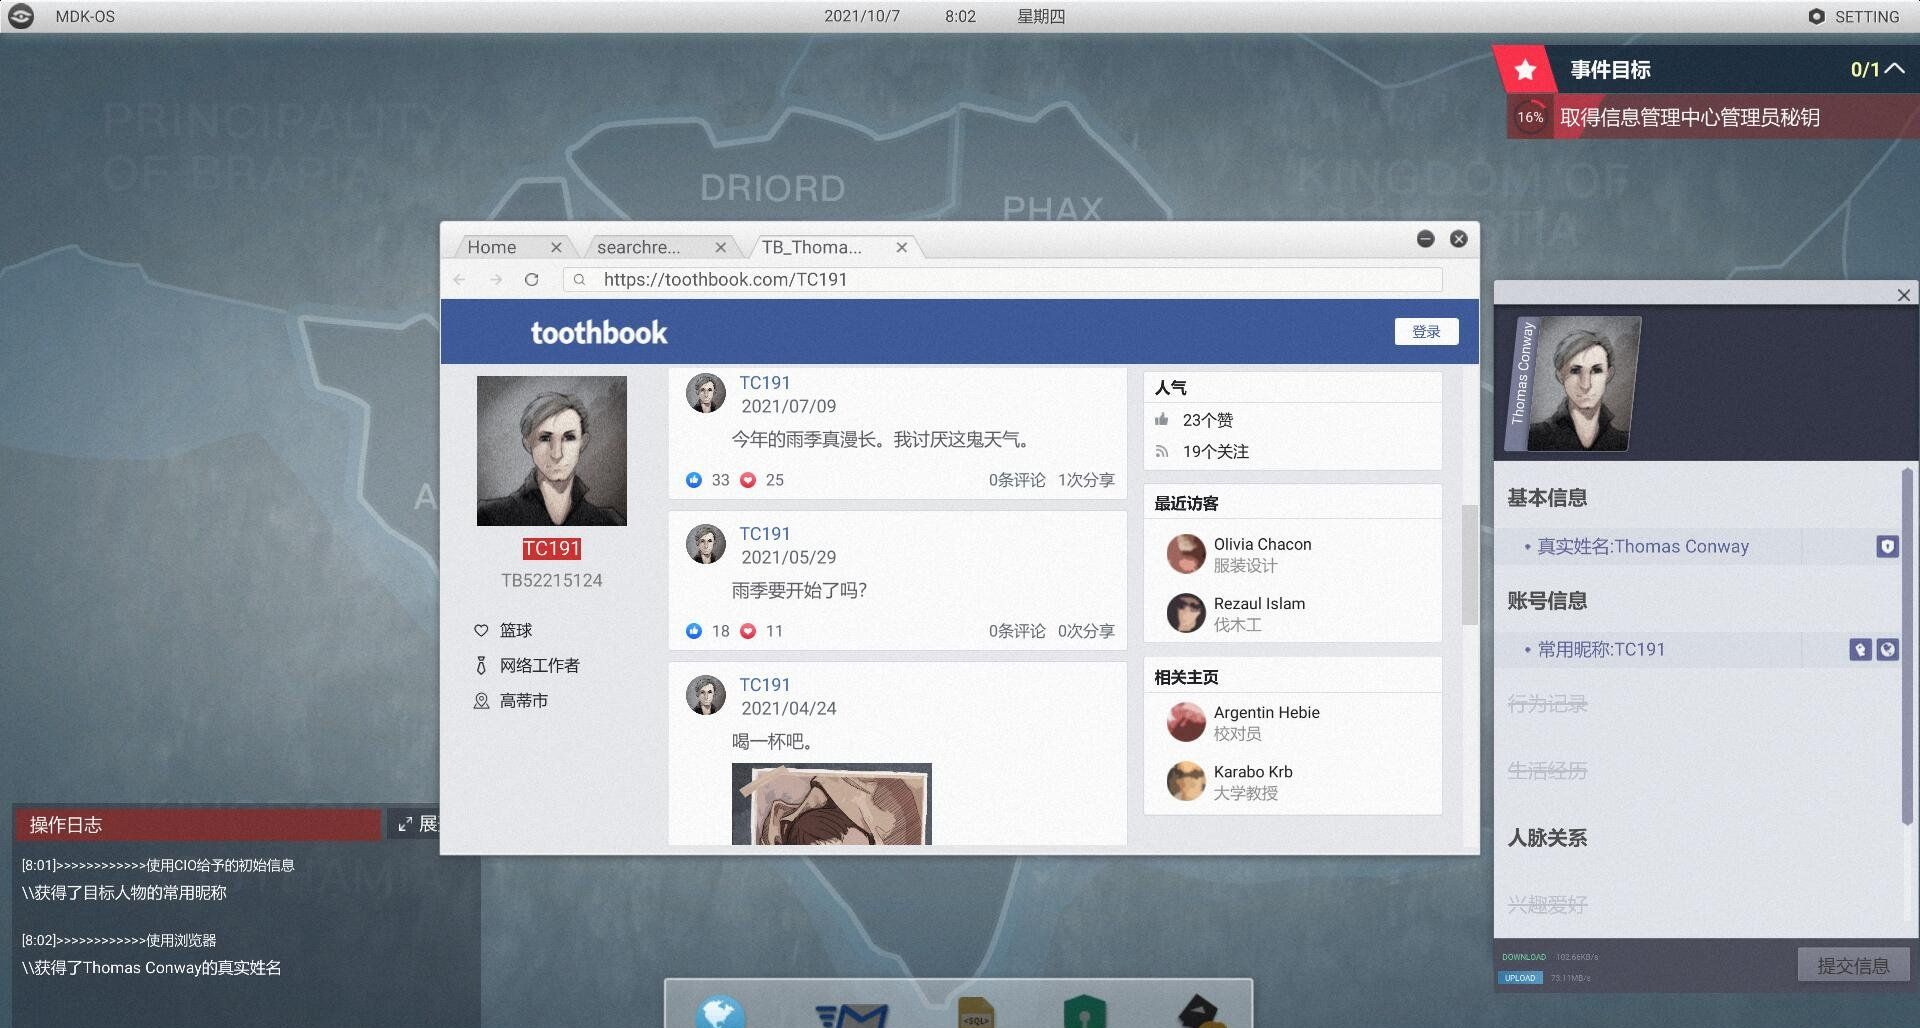 MDK-OS
2021/10/7
8:02
星期四
SETTING
事件目标
0/1
16%
取得信息管理中心管理员秘钥
PRINCIPALITY
OF DRAPIA
DRIORD
PHAX
KINGDOM OF
Home
searchre...
TB_Thoma...
https://toothbook.com/TC191
toothbook
登录
TC191
TB52215124
篮球
网络工作者
高蒂市
TC191
2021/07/09
今年的雨季真漫长。我讨厌这鬼天气。
33
25
0条评论 1次分享
TC191
2021/05/29
雨季要开始了吗?
18
11
0条评论 0次分享
TC191
2021/04/24
喝一杯吧。
人气
23个赞
19个关注
最近访客
Olivia Chacon
服装设计
Rezaul Islam
伐木工
相关主页
Argentin Hebie
校对员
Karabo Krb
大学教授
Thomas Conway
基本信息
• 真实姓名:Thomas Conway
账号信息
• 常用昵称:TC191
行为记录
生活经历
人脉关系
兴趣爱好
DOWNLOAD 102.66KB/s
UPLOAD 73.11MB/s
提交信息
操作日志
[8:01]>>>>>>>>>>>>使用CIO给予的初始信息
\\获得了目标人物的常用昵称
[8:02]>>>>>>>>>>>>使用浏览器
\\获得了Thomas Conway的真实姓名
<SQL>